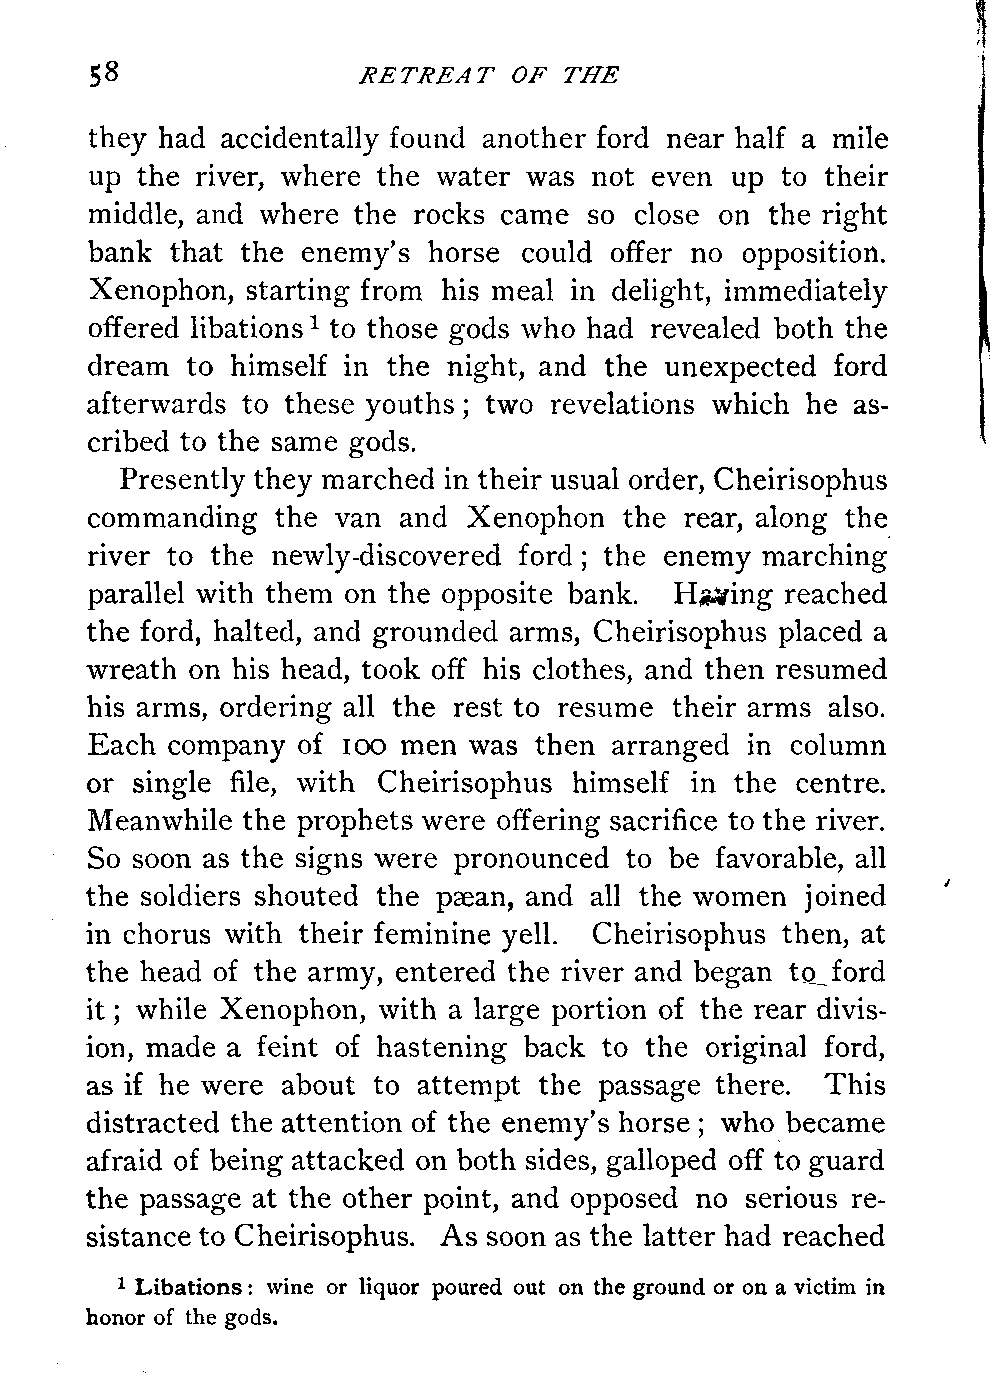 58 RETREAT OF THE
they had accidentally found another ford near half a mile
up the river, where the water was not even up to their
middle, and where the rocks came so close on the right
bank that the enemy's horse could offer no opposition.
Xenophon, starting from his meal in delight, immediately
offered libations¹ to those gods who had revealed both the
dream to himself in the night, and the unexpected ford
afterwards to these youths; two revelations which he as-
cribed to the same gods.
Presently they marched in their usual order, Cheirisophus
commanding the van and Xenophon the rear, along the
river to the newly-discovered ford; the enemy marching
parallel with them on the opposite bank. Having reached
the ford, halted, and grounded arms, Cheirisophus placed a
wreath on his head, took off his clothes, and then resumed
his arms, ordering all the rest to resume their arms also.
Each company of 100 men was then arranged in column
or single file, with Cheirisophus himself in the centre.
Meanwhile the prophets were offering sacrifice to the river.
So soon as the signs were pronounced to be favorable, all
the soldiers shouted the pæan, and all the women joined
in chorus with their feminine yell. Cheirisophus then, at
the head of the army, entered the river and began to ford
it; while Xenophon, with a large portion of the rear divis-
ion, made a feint of hastening back to the original ford,
as if he were about to attempt the passage there. This
distracted the attention of the enemy's horse; who became
afraid of being attacked on both sides, galloped off to guard
the passage at the other point, and opposed no serious re-
sistance to Cheirisophus. As soon as the latter had reached
¹ Libations: wine or liquor poured out on the ground or on a victim in
honor of the gods.